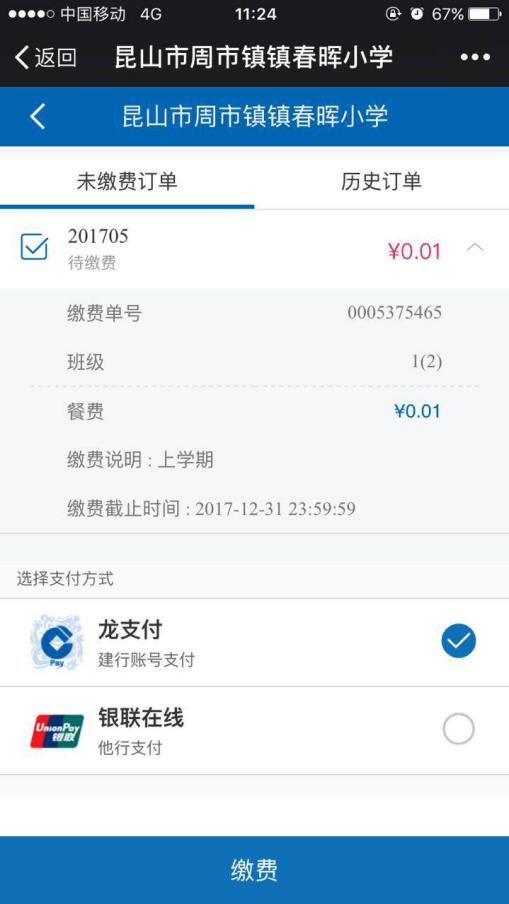 中国移动 4G 11:24 67%
返回 昆山市周市镇镇春晖小学
昆山市周市镇镇春晖小学
未缴费订单 历史订单
201705
¥0.01
待缴费
缴费单号 0005375465
班级 1(2)
餐费 ¥0.01
缴费说明 : 上学期
缴费截止时间 : 2017-12-31 23:59:59
选择支付方式
龙支付
Pay
建行账号支付
银联在线
UnionPay
银联
他行支付
缴费